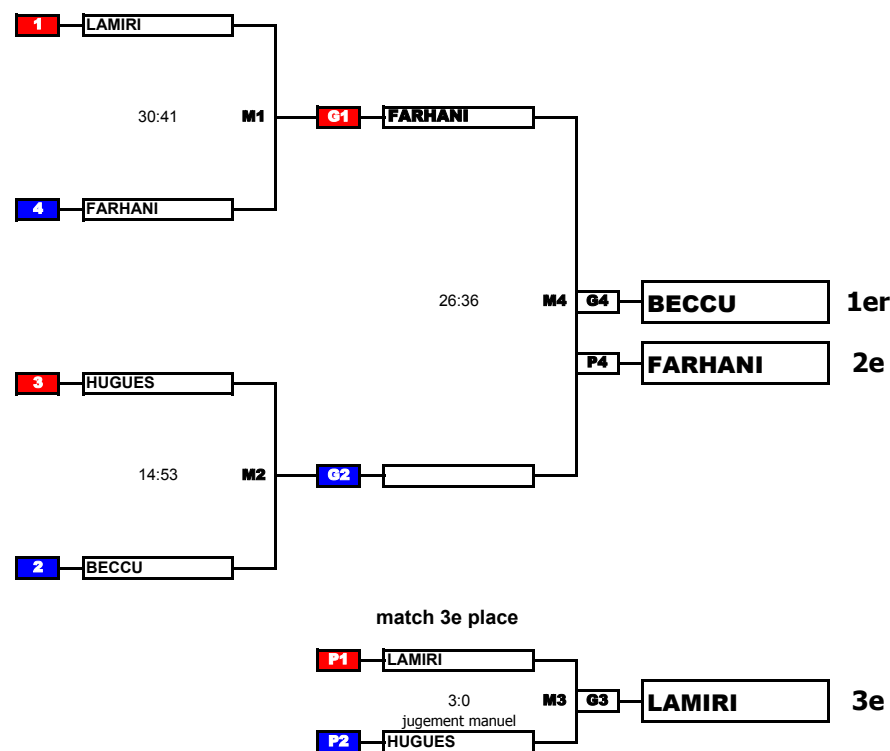 1 LAMIRI
30:41 M1 G1 FARHANI
4 FARHANI
26:36 M4 G4 BECCU 1er
P4 FARHANI 2e
3 HUGUES
14:53 M2 G2
2 BECCU
match 3e place
P1 LAMIRI
3:0 M3 G3 LAMIRI 3e
jugement manuel
P2 HUGUES